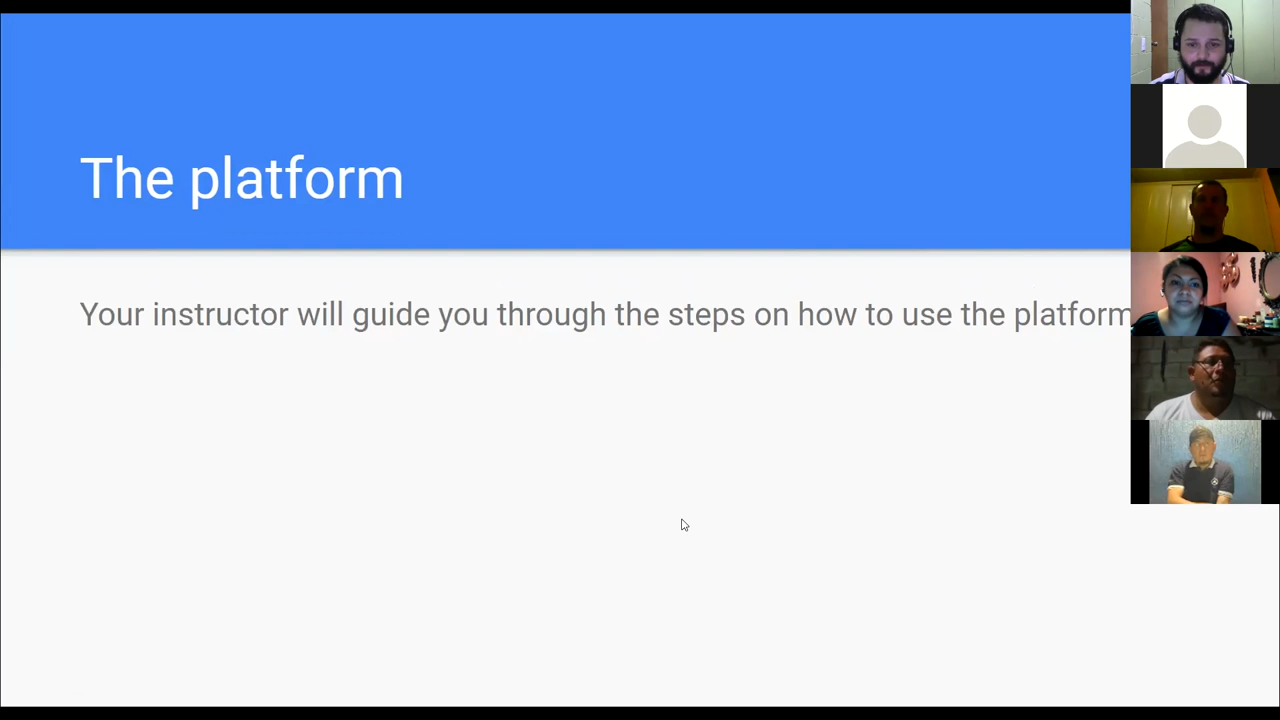 The platform
Your instructor will guide you through the steps on how to use the platform